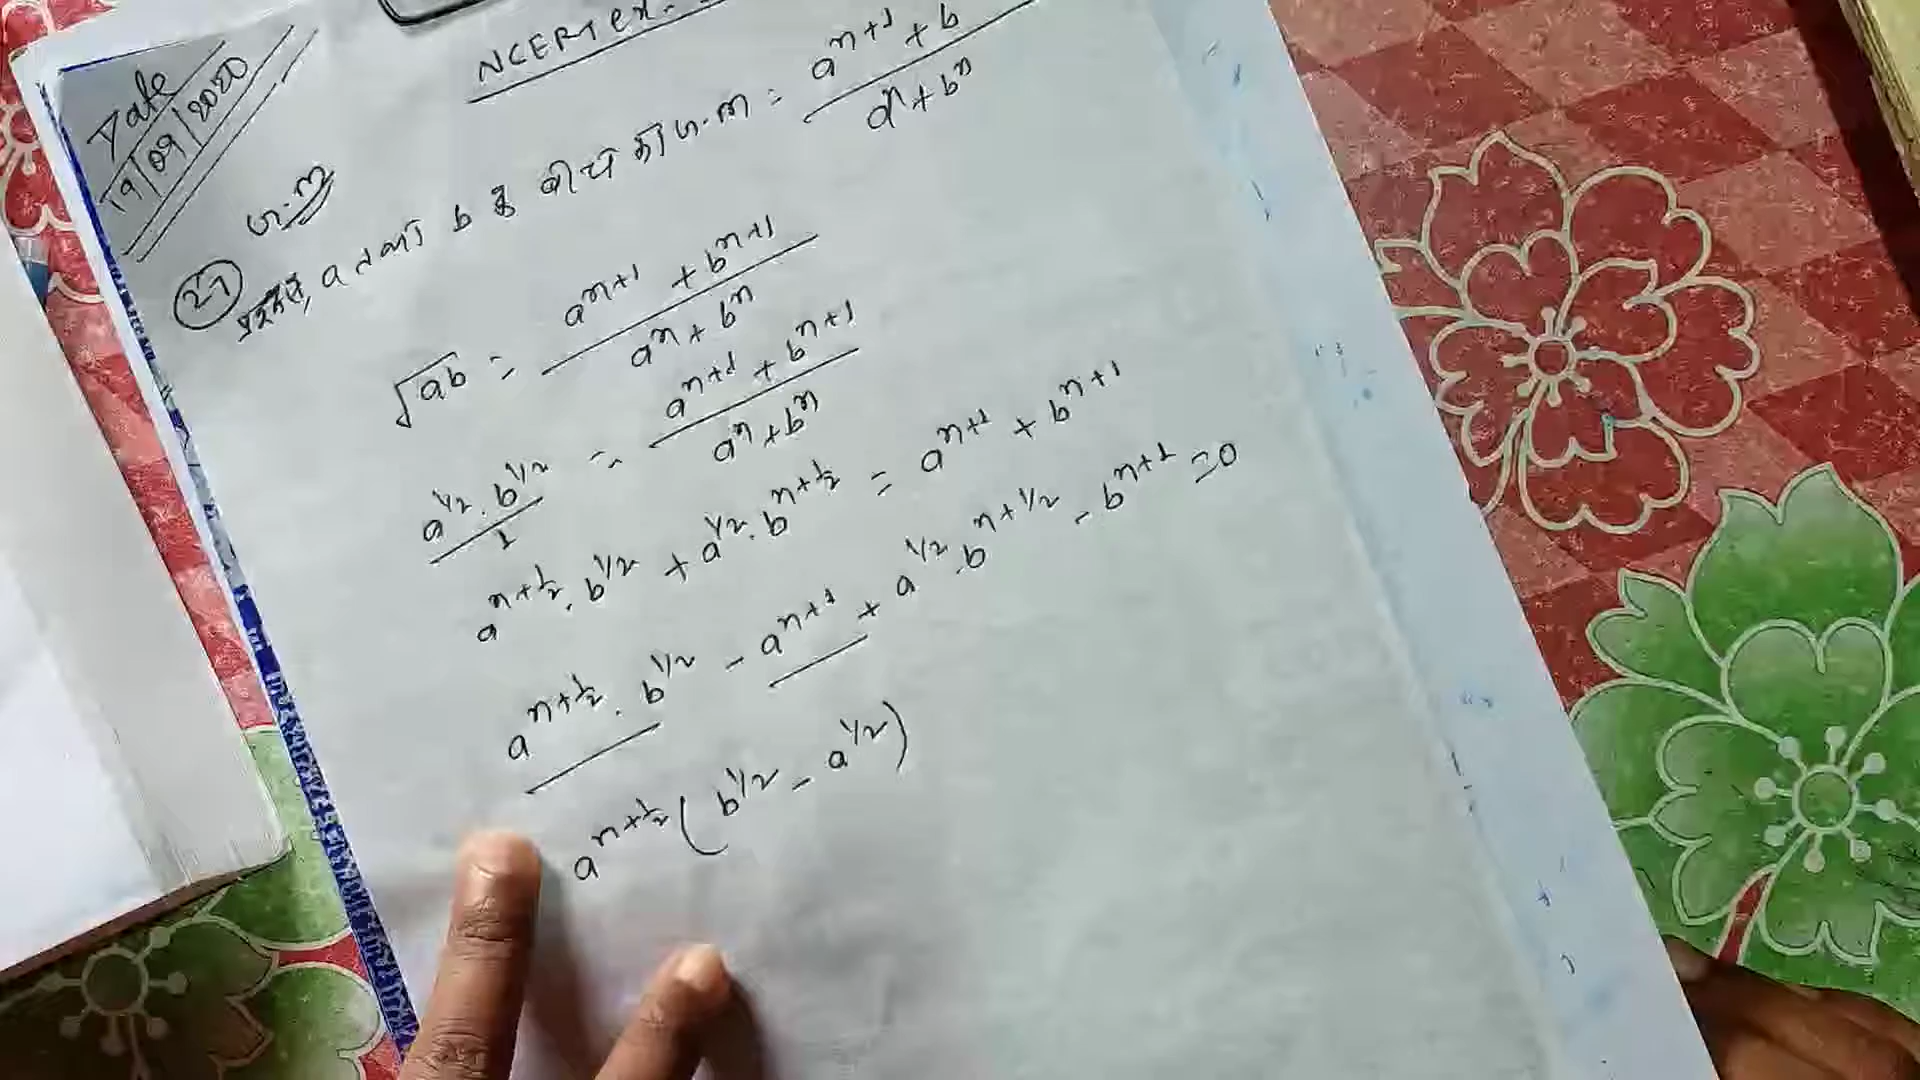 Date
19/09/2020
NCERT ex.
गु.म
(27) प्रश्न से, a तथा b के बीच का गु.म = a^{n+1} + b / a^n + b^n
√ab = a^{n+1} + b^{n+1} / a^n + b^n
a^{1/2} . b^{1/2} / 1 = a^{n+1} + b^{n+1} / a^n + b^n
a^{n+1/2} . b^{1/2} + a^{1/2} . b^{n+1/2} = a^{n+1} + b^{n+1}
a^{n+1/2} . b^{1/2} - a^{n+1} + a^{1/2} . b^{n+1/2} - b^{n+1} = 0
a^{n+1/2} ( b^{1/2} - a^{1/2} )